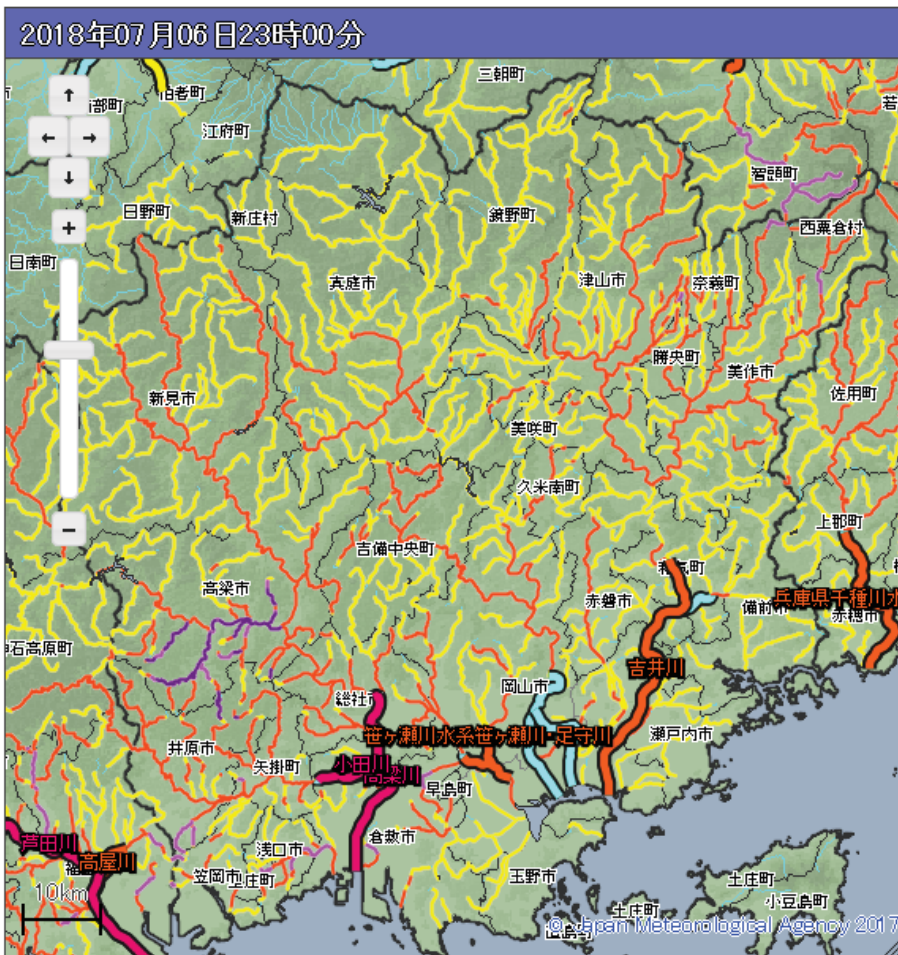 2018年07月06日23時00分
三朝町
江府町
智頭町
日野町
新庄村
鏡野町
西粟倉村
日南町
真庭市
津山市
奈義町
勝央町
美作市
新見市
佐用町
美咲町
久米南町
上郡町
吉備中央町
高梁市
和気町
赤磐市
備前市
兵庫県千種川水
赤穂市
石高原町
吉井川
岡山市
総社市
笹ヶ瀬川水系笹ヶ瀬川・足守川
瀬戸内市
井原市
矢掛町
小田川
高梁川
早島町
倉敷市
芦田川
高屋川
浅口市
笠岡市
里庄町
玉野市
土庄町
10km
小豆島町
土庄町
© Japan Meteorological Agency 2017